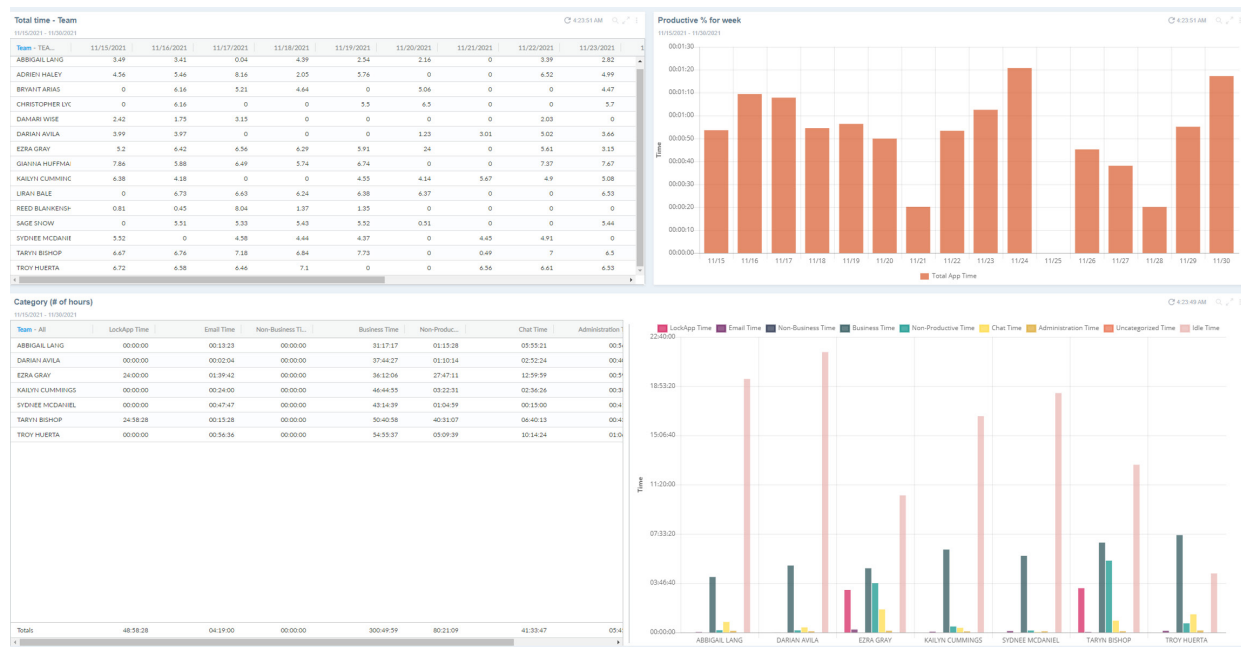 Total time - Team
4:23:51 AM
11/15/2021 - 11/30/2021
Team - TEA... 11/15/2021 11/16/2021 11/17/2021 11/18/2021 11/19/2021 11/20/2021 11/21/2021 11/22/2021 11/23/2021 1
ABBIGAIL LANG 3.49 3.41 0.04 4.39 2.54 2.16 0 3.39 2.82
ADRIEN HALEY 4.56 5.46 8.16 2.05 5.76 0 0 6.52 4.99
BRYANT ARIAS 0 6.16 5.21 4.64 0 5.06 0 0 4.47
CHRISTOPHER LYC 0 6.16 0 0 5.5 6.5 0 0 5.7
DAMARI WISE 2.42 1.75 3.15 0 0 0 0 2.03 0
DARIAN AVILA 3.99 3.97 0 0 0 1.23 3.01 5.02 3.66
EZRA GRAY 5.2 6.42 6.56 6.29 5.91 24 0 5.61 3.15
GIANNA HUFFMA 7.86 5.88 6.49 5.74 6.74 0 0 7.37 7.67
KAILYN CUMMINC 6.38 4.18 0 0 4.55 4.14 5.67 4.9 5.08
LIRAN BALE 0 6.73 6.63 6.24 6.38 6.37 0 0 6.53
REED BLANKENSH 0.81 0.45 8.04 1.37 1.35 0 0 0 0
SAGE SNOW 0 5.51 5.33 5.43 5.52 0.51 0 0 5.44
SYDNEE MCDANIE 5.52 0 4.58 4.44 4.37 0 4.45 4.91 0
TARYN BISHOP 6.67 6.76 7.18 6.84 7.73 0 0.49 7 6.5
TROY HUERTA 6.72 6.58 6.46 7.1 0 0 6.56 6.61 6.53
Productive % for week
4:23:51 AM
11/15/2021 - 11/30/2021
00:01:30
00:01:20
00:01:10
00:01:00
00:00:50
00:00:40
00:00:30
00:00:20
00:00:10
00:00:00
Time
11/15 11/16 11/17 11/18 11/19 11/20 11/21 11/22 11/23 11/24 11/25 11/26 11/27 11/28 11/29 11/30
Total App Time
Category (# of hours)
4:23:49 AM
11/15/2021 - 11/30/2021
Team - All LockApp Time Email Time Non-Business Ti... Business Time Non-Produc... Chat Time Administration
ABBIGAIL LANG 00:00:00 00:13:23 00:00:00 31:17:17 01:15:28 05:55:21
DARIAN AVILA 00:00:00 00:02:04 00:00:00 37:44:27 01:10:14 02:52:24
EZRA GRAY 24:00:00 01:39:42 00:00:00 36:12:06 27:47:11 12:59:59
KAILYN CUMMINGS 00:00:00 00:24:00 00:00:00 46:44:55 03:22:31 02:36:26
SYDNEE MCDANIEL 00:00:00 00:47:47 00:00:00 43:14:39 01:04:59 00:15:00
TARYN BISHOP 24:58:28 00:15:28 00:00:00 50:40:58 40:31:07 06:40:13
TROY HUERTA 00:00:00 00:56:36 00:00:00 54:55:37 05:09:39 10:14:24
Totals 48:58:28 04:19:00 00:00:00 300:49:59 80:21:09 41:33:47
LockApp Time Email Time Non-Business Time Business Time Non-Productive Time Chat Time Administration Time Uncategorized Time Idle Time
22:40:00
18:53:20
15:06:40
11:20:00
07:33:20
03:46:40
00:00:00
Time
ABBIGAIL LANG DARIAN AVILA EZRA GRAY KAILYN CUMMINGS SYDNEE MCDANIEL TARYN BISHOP TROY HUERTA